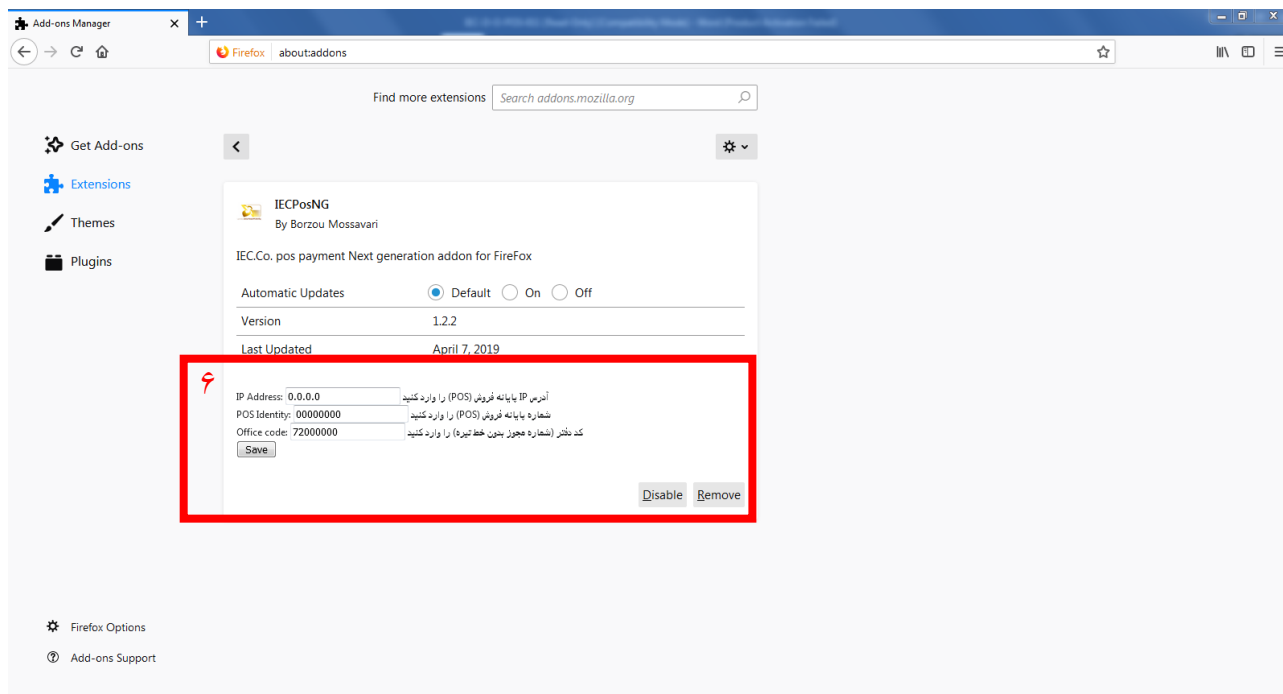 Add-ons Manager
Firefox about:addons
Find more extensions Search addons.mozilla.org
Get Add-ons
Extensions
Themes
Plugins
IECPosNG
By Borzou Mossavari
IEC.Co. pos payment Next generation addon for FireFox
Automatic Updates Default On Off
Version 1.2.2
Last Updated April 7, 2019
۶
IP Address: 0.0.0.0 آدرس IP پایانه فروش (POS) را وارد کنید
POS Identity: 00000000 شماره پایانه فروش (POS) را وارد کنید
Office code: 72000000 کد دفتر (شماره مجوز بدون خط تیره) را وارد کنید
Save
Disable Remove
Firefox Options
Add-ons Support